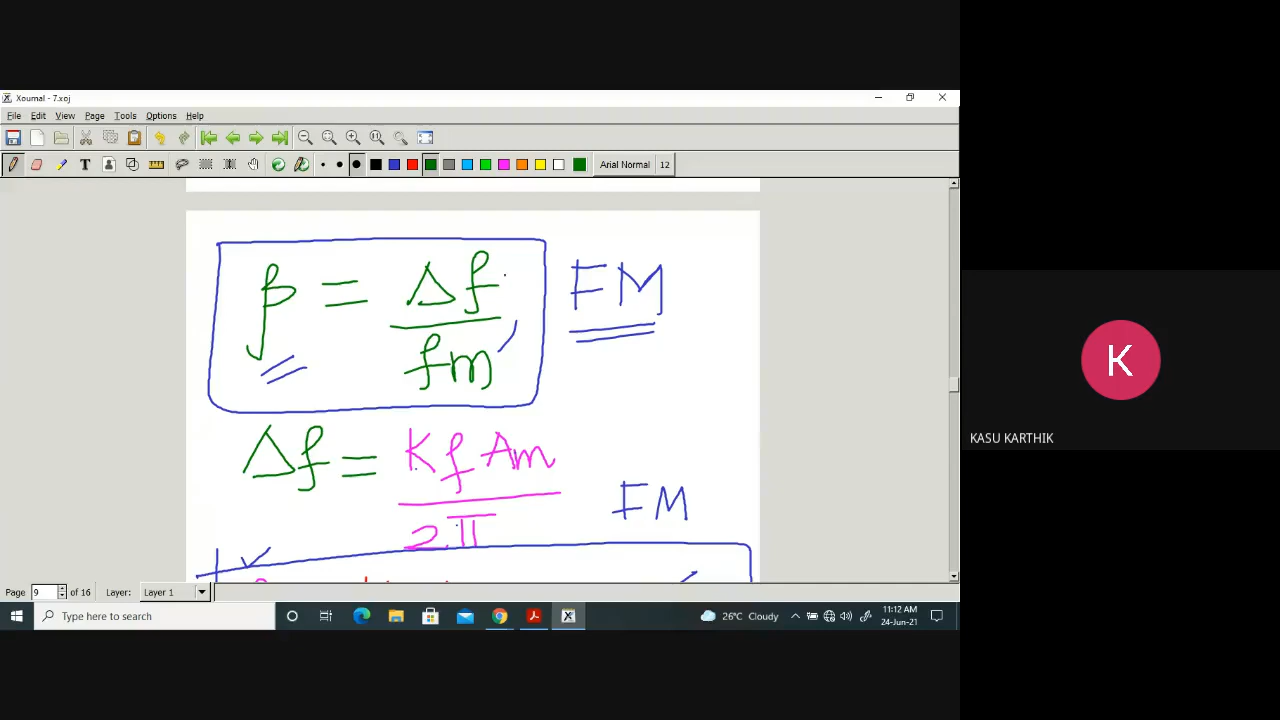 Xournal - 7.xoj
File Edit View Page Tools Options Help
Arial Normal 12
β = Δf / fm FM
Δf = Kf Am / 2π FM
Page 9 of 16 Layer: Layer 1
Type here to search
26°C Cloudy
11:12 AM
24-Jun-21
K
KASU KARTHIK